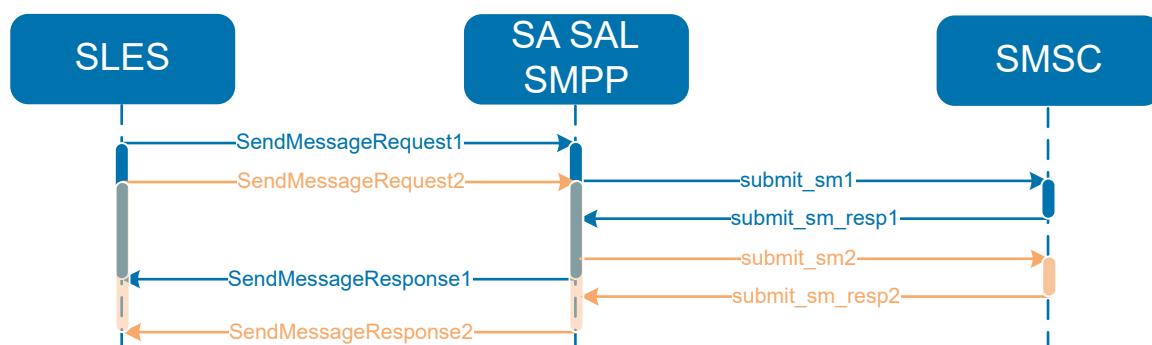 SLES
SA SAL
SMPP
SMSC
SendMessageRequest1
SendMessageRequest2
submit_sm1
submit_sm_resp1
submit_sm2
SendMessageResponse1
submit_sm_resp2
SendMessageResponse2